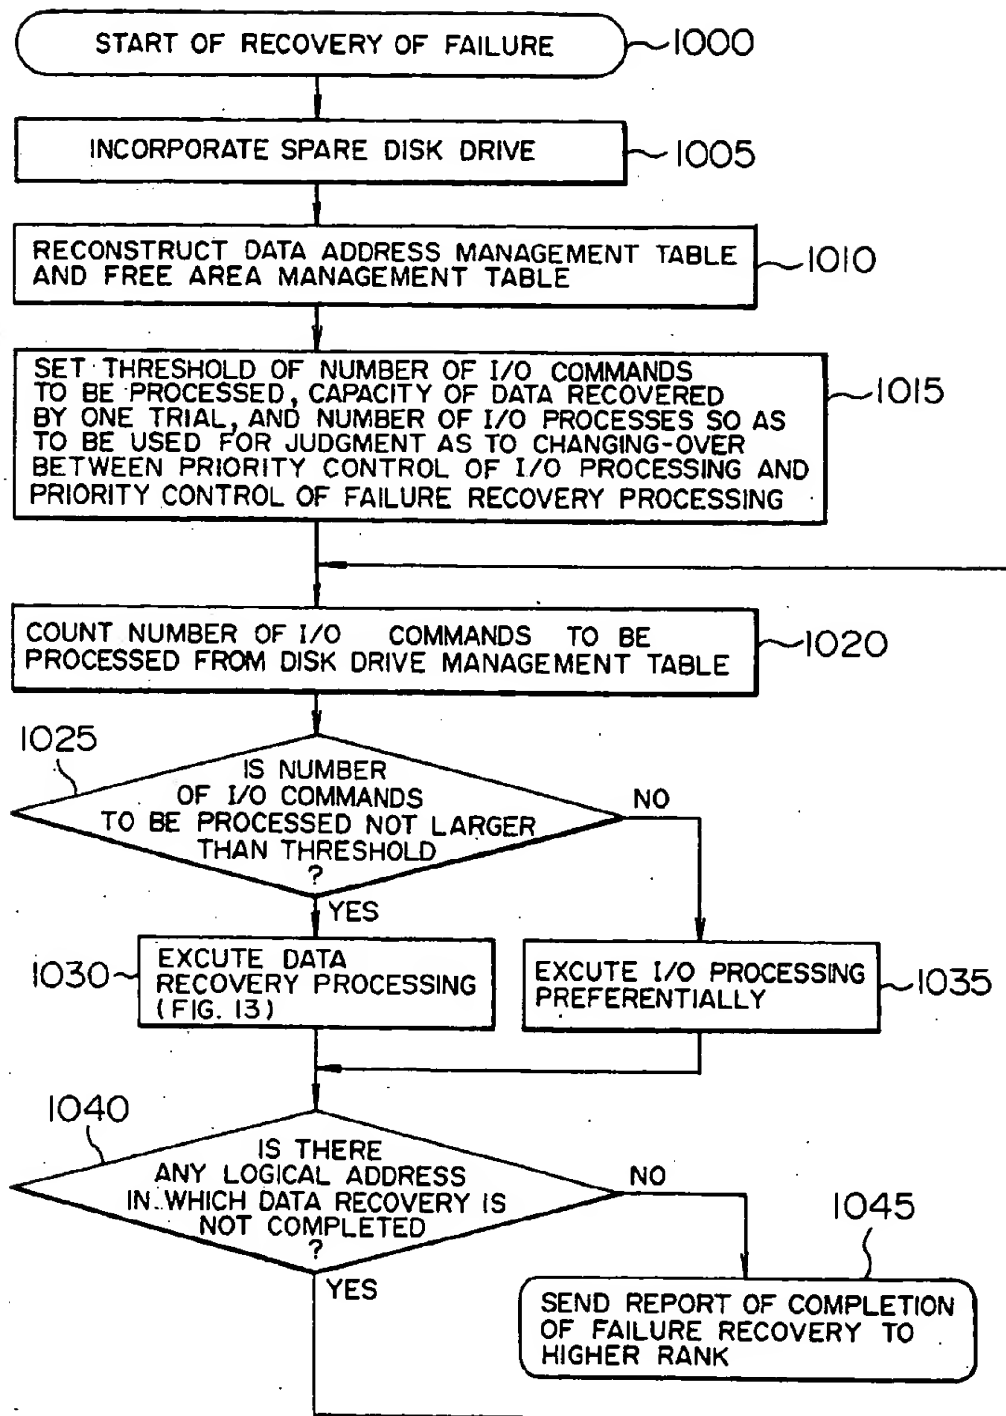 START OF RECOVERY OF FAILURE
1000
INCORPORATE SPARE DISK DRIVE
1005
RECONSTRUCT DATA ADDRESS MANAGEMENT TABLE
AND FREE AREA MANAGEMENT TABLE
1010
SET THRESHOLD OF NUMBER OF I/O COMMANDS
TO BE PROCESSED, CAPACITY OF DATA RECOVERED
BY ONE TRIAL, AND NUMBER OF I/O PROCESSES SO AS
TO BE USED FOR JUDGMENT AS TO CHANGING-OVER
BETWEEN PRIORITY CONTROL OF I/O PROCESSING AND
PRIORITY CONTROL OF FAILURE RECOVERY PROCESSING
1015
COUNT NUMBER OF I/O COMMANDS TO BE
PROCESSED FROM DISK DRIVE MANAGEMENT TABLE
1020
1025
IS NUMBER
OF I/O COMMANDS
TO BE PROCESSED NOT LARGER
THAN THRESHOLD
?
NO
YES
1030
EXCUTE DATA
RECOVERY PROCESSING
(FIG. 13)
EXCUTE I/O PROCESSING
PREFERENTIALLY
1035
1040
IS THERE
ANY LOGICAL ADDRESS
IN WHICH DATA RECOVERY IS
NOT COMPLETED
?
NO
YES
1045
SEND REPORT OF COMPLETION
OF FAILURE RECOVERY TO
HIGHER RANK